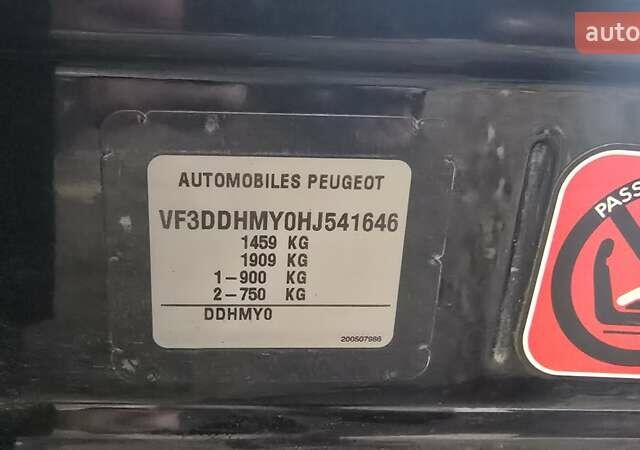 auto
AUTOMOBILES PEUGEOT
VF3DDHMY0HJ541646
1459 KG
1909 KG
1-900 KG
2-750 KG
DDHMY0
200507986
PASS